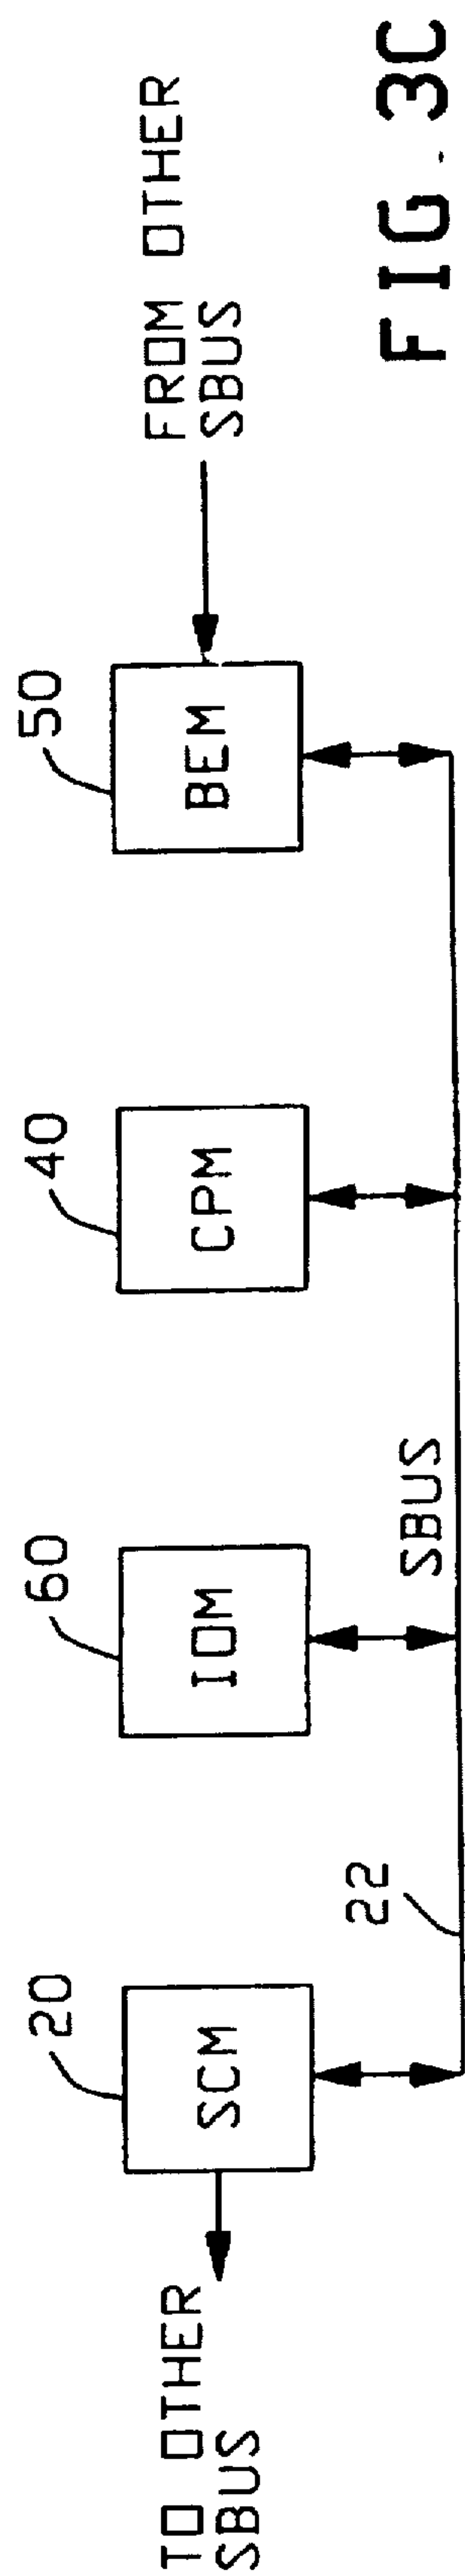 TO OTHER
SBUS
20
SCM
60
IOM
40
CPM
50
BEM
FROM OTHER
SBUS
22
SBUS
FIG. 3C